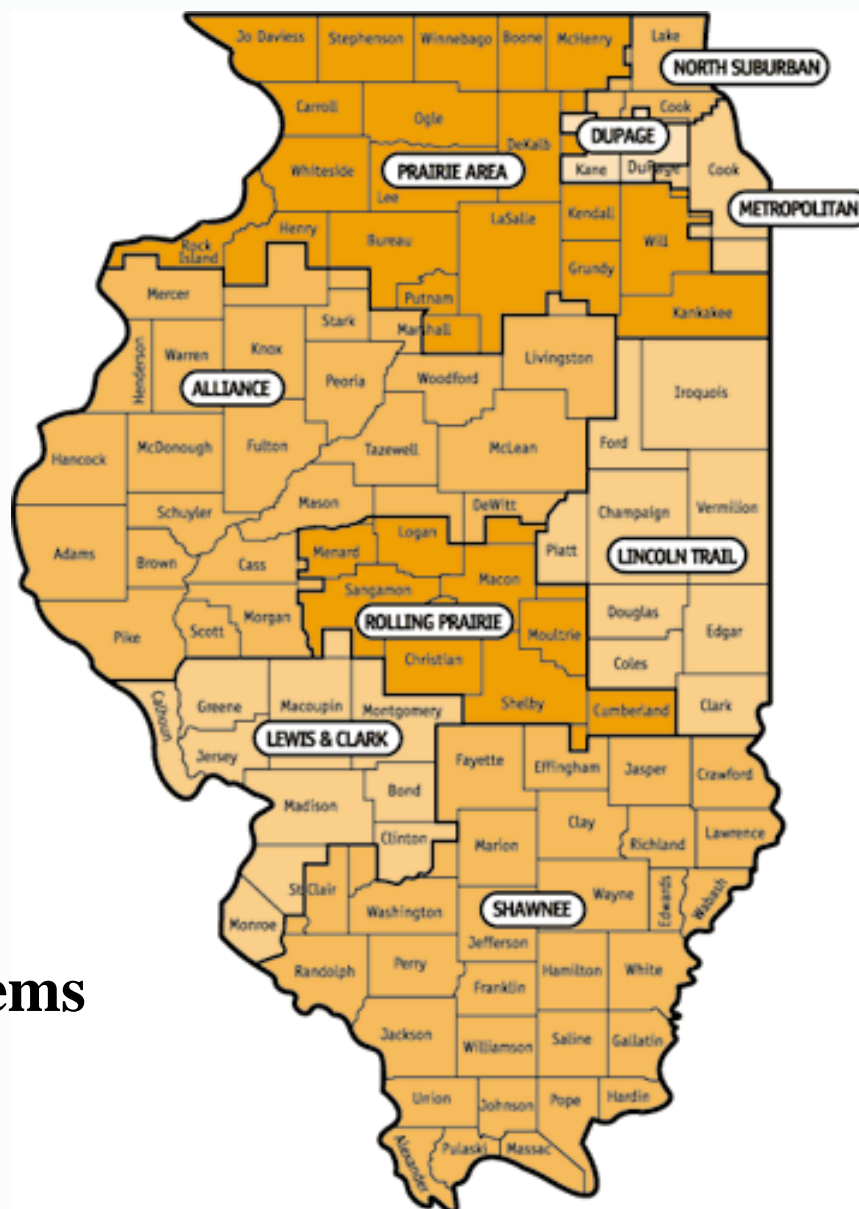 Jo Daviess Stephenson Winnebago Boone McHenry Lake
NORTH SUBURBAN
Carroll Ogle DeKalb Cook
DUPAGE
Whiteside Lee PRAIRIE AREA Kane DuPage Cook
METROPOLITAN
Rock Island Henry Bureau LaSalle Kendall Will
Grundy
Mercer Putnam Kankakee
Stark Marshall
Henderson Warren Knox Peoria Woodford Livingston
ALLIANCE Iroquois
Hancock McDonough Fulton Tazewell McLean Ford
Schuyler Mason DeWitt Champaign Vermilion
Adams Brown Cass Menard Logan Piatt LINCOLN TRAIL
Sangamon Macon
Pike Scott Morgan ROLLING PRAIRIE Moultrie Douglas Edgar
Christian Coles
Calhoun Greene Macoupin Montgomery Shelby Cumberland Clark
Jersey LEWIS & CLARK Fayette Effingham Jasper Crawford
Madison Bond Clay
Clinton Marion Richland Lawrence
St Clair Wayne Edwards Wabash
Monroe Washington SHAWNEE
Jefferson
Randolph Perry Hamilton White
ems Franklin
Jackson Williamson Saline Gallatin
Union Johnson Pope Hardin
Alexander Pulaski Massac